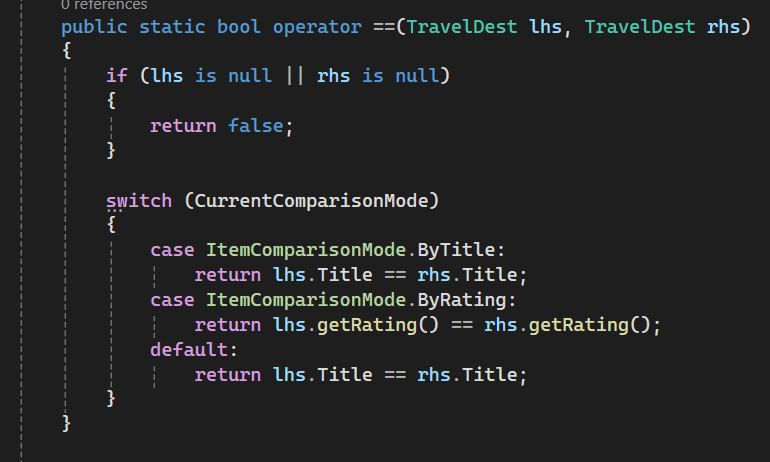 0 references
public static bool operator ==(TravelDest lhs, TravelDest rhs)
{
    if (lhs is null || rhs is null)
    {
        return false;
    }

    switch (CurrentComparisonMode)
    {
        case ItemComparisonMode.ByTitle:
            return lhs.Title == rhs.Title;
        case ItemComparisonMode.ByRating:
            return lhs.getRating() == rhs.getRating();
        default:
            return lhs.Title == rhs.Title;
    }
}